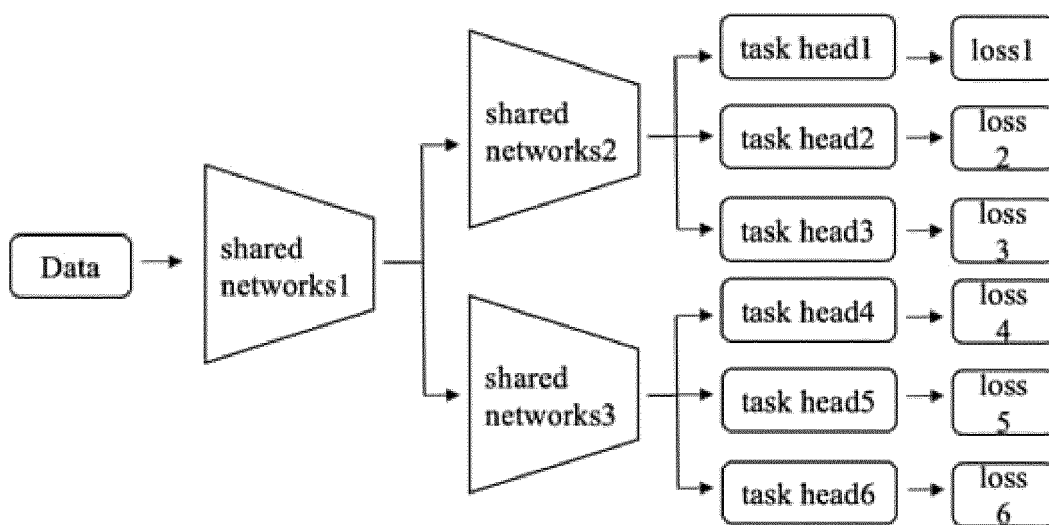 Data
shared
networks1
shared
networks2
shared
networks3
task head1
loss1
task head2
loss
2
task head3
loss
3
task head4
loss
4
task head5
loss
5
task head6
loss
6